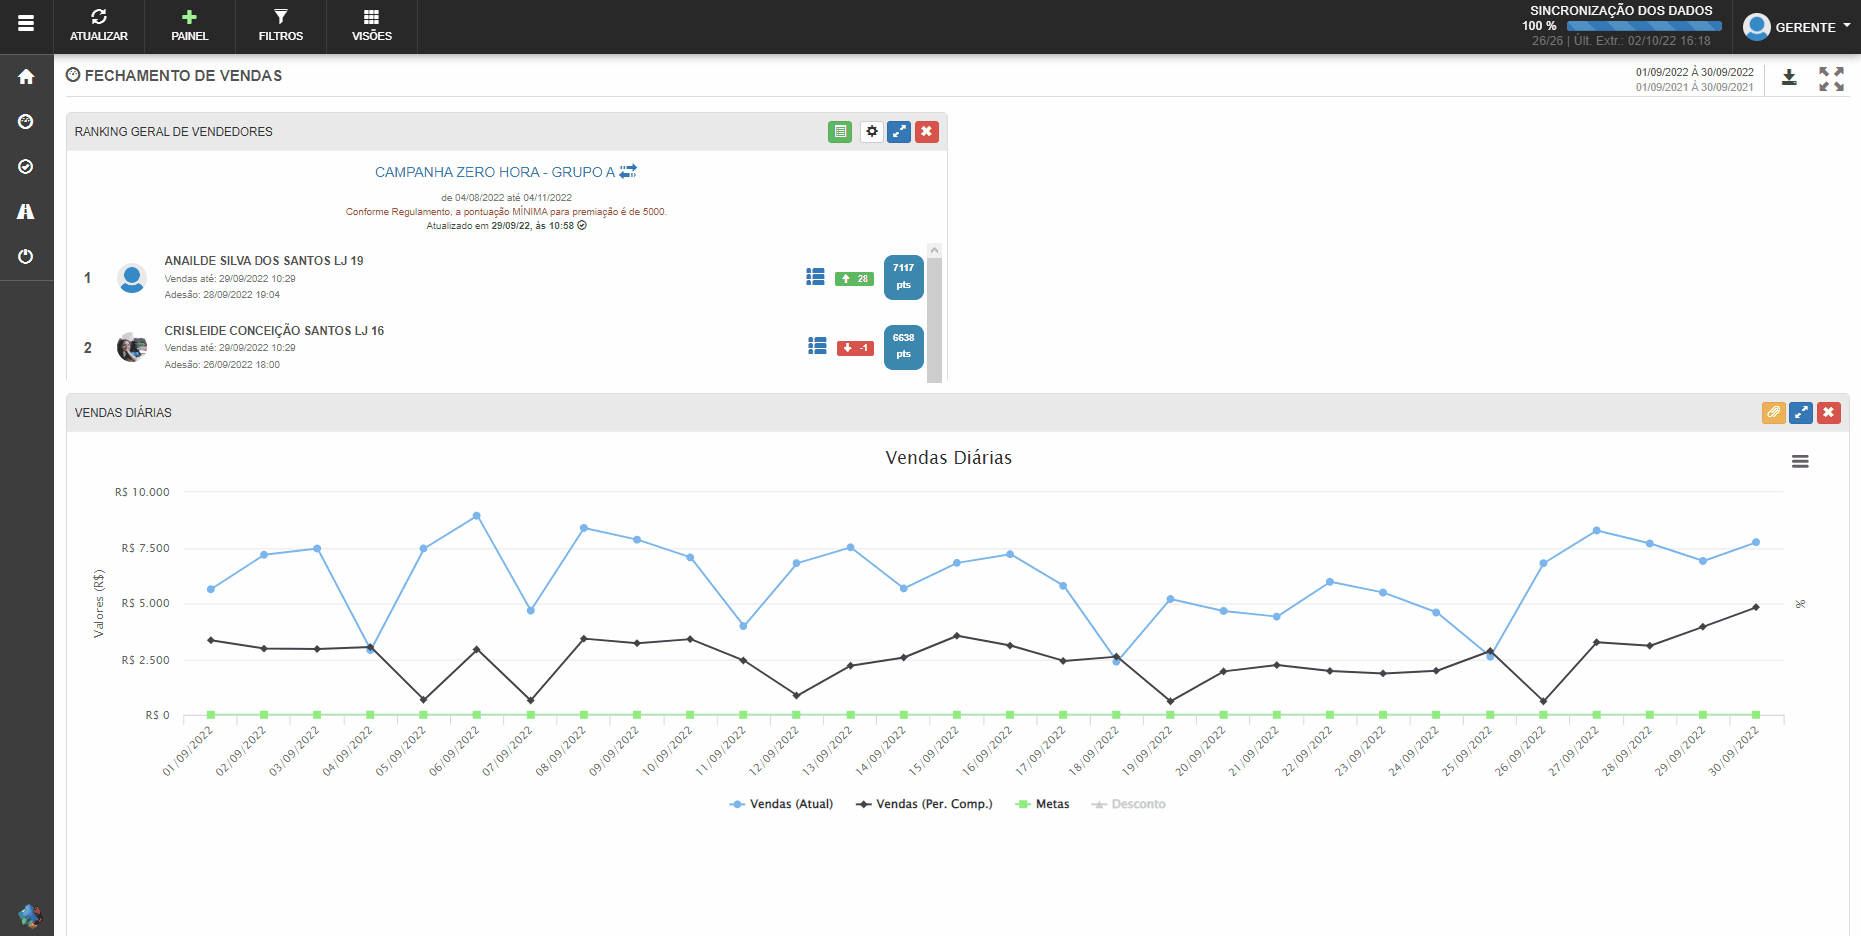 ATUALIZAR
PAINEL
FILTROS
VISÕES
SINCRONIZAÇÃO DOS DADOS
100 %
26/26 | Últ. Extr.: 02/10/22 16:18
GERENTE
FECHAMENTO DE VENDAS
01/09/2022 À 30/09/2022
01/09/2021 À 30/09/2021
RANKING GERAL DE VENDEDORES
CAMPANHA ZERO HORA - GRUPO A
de 04/08/2022 até 04/11/2022
Conforme Regulamento, a pontuação MÍNIMA para premiação é de 5000.
Atualizado em 29/09/22, às 10:58
1
ANAILDE SILVA DOS SANTOS LJ 19
Vendas até: 29/09/2022 10:29
Adesão: 28/09/2022 19:04
28
7117
pts
2
CRISLEIDE CONCEIÇÃO SANTOS LJ 16
Vendas até: 29/09/2022 10:29
Adesão: 26/09/2022 18:00
-1
6638
pts
VENDAS DIÁRIAS
Vendas Diárias
R$ 10.000
R$ 7.500
R$ 5.000
R$ 2.500
R$ 0
Valores (R$)
%
01/09/2022
02/09/2022
03/09/2022
04/09/2022
05/09/2022
06/09/2022
07/09/2022
08/09/2022
09/09/2022
10/09/2022
11/09/2022
12/09/2022
13/09/2022
14/09/2022
15/09/2022
16/09/2022
17/09/2022
18/09/2022
19/09/2022
20/09/2022
21/09/2022
22/09/2022
23/09/2022
24/09/2022
25/09/2022
26/09/2022
27/09/2022
28/09/2022
29/09/2022
30/09/2022
Vendas (Atual)
Vendas (Per. Comp.)
Metas
Desconto